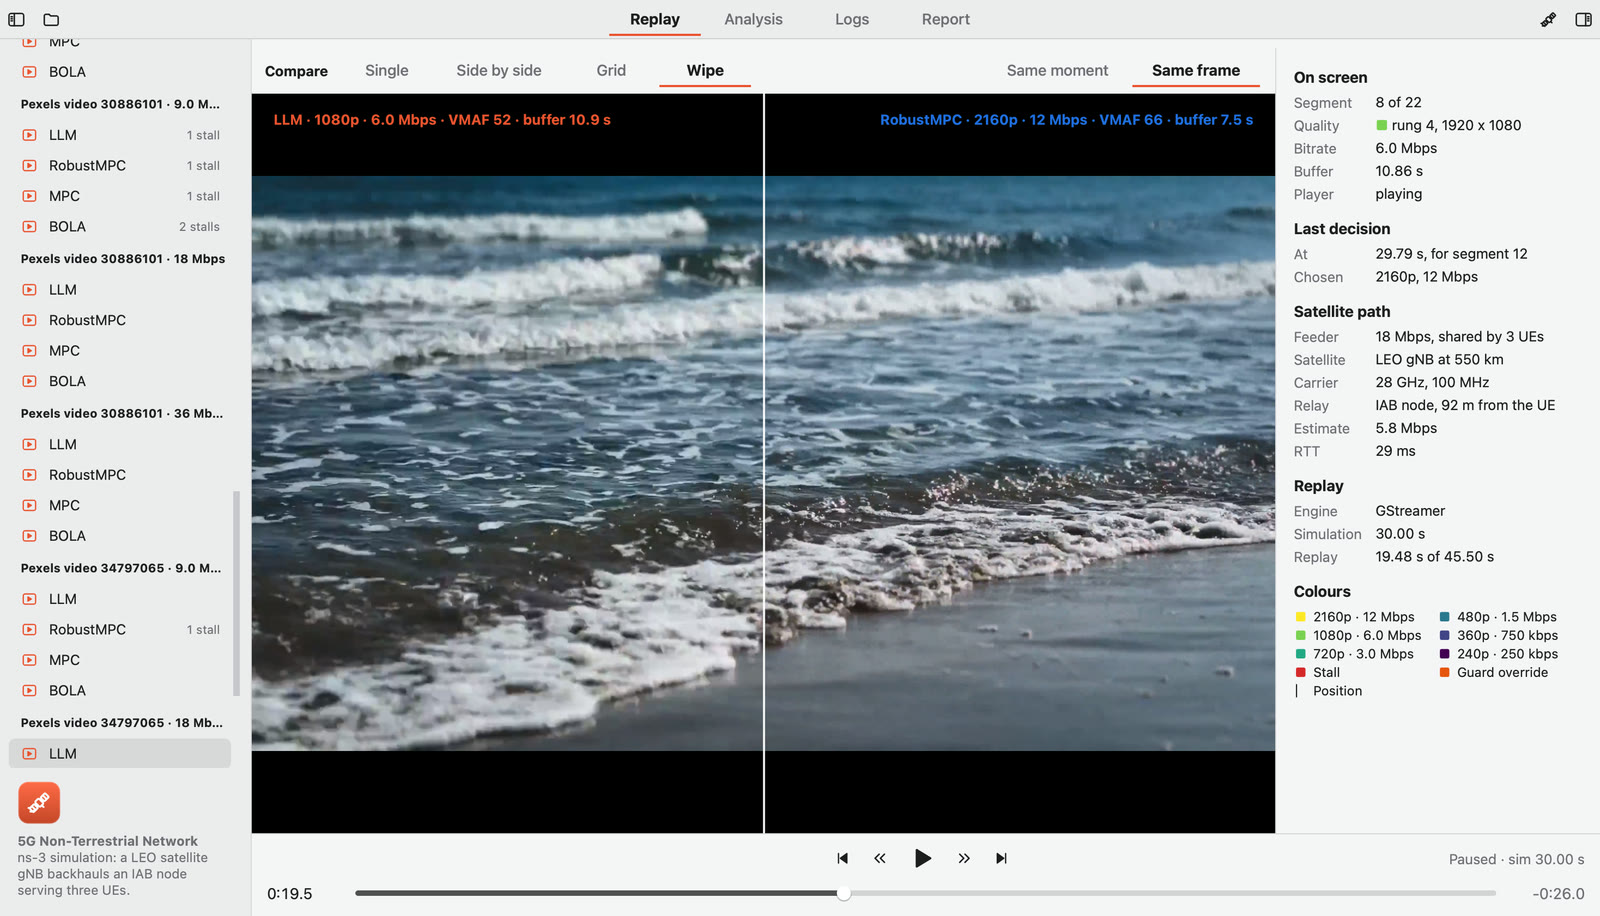 Replay
Analysis
Logs
Report
MPC
BOLA
Pexels video 30886101 · 9.0 M...
LLM
1 stall
RobustMPC
1 stall
MPC
1 stall
BOLA
2 stalls
Pexels video 30886101 · 18 Mbps
LLM
RobustMPC
MPC
BOLA
Pexels video 30886101 · 36 Mb...
LLM
RobustMPC
MPC
BOLA
Pexels video 34797065 · 9.0 M...
LLM
RobustMPC
1 stall
MPC
BOLA
Pexels video 34797065 · 18 Mb...
LLM
5G Non-Terrestrial Network
ns-3 simulation: a LEO satellite
gNB backhauls an IAB node
serving three UEs.
Compare
Single
Side by side
Grid
Wipe
Same moment
Same frame
LLM · 1080p · 6.0 Mbps · VMAF 52 · buffer 10.9 s
RobustMPC · 2160p · 12 Mbps · VMAF 66 · buffer 7.5 s
On screen
Segment 8 of 22
Quality rung 4, 1920 x 1080
Bitrate 6.0 Mbps
Buffer 10.86 s
Player playing
Last decision
At 29.79 s, for segment 12
Chosen 2160p, 12 Mbps
Satellite path
Feeder 18 Mbps, shared by 3 UEs
Satellite LEO gNB at 550 km
Carrier 28 GHz, 100 MHz
Relay IAB node, 92 m from the UE
Estimate 5.8 Mbps
RTT 29 ms
Replay
Engine GStreamer
Simulation 30.00 s
Replay 19.48 s of 45.50 s
Colours
2160p · 12 Mbps 480p · 1.5 Mbps
1080p · 6.0 Mbps 360p · 750 kbps
720p · 3.0 Mbps 240p · 250 kbps
Stall Guard override
Position
Paused · sim 30.00 s
0:19.5
-0:26.0